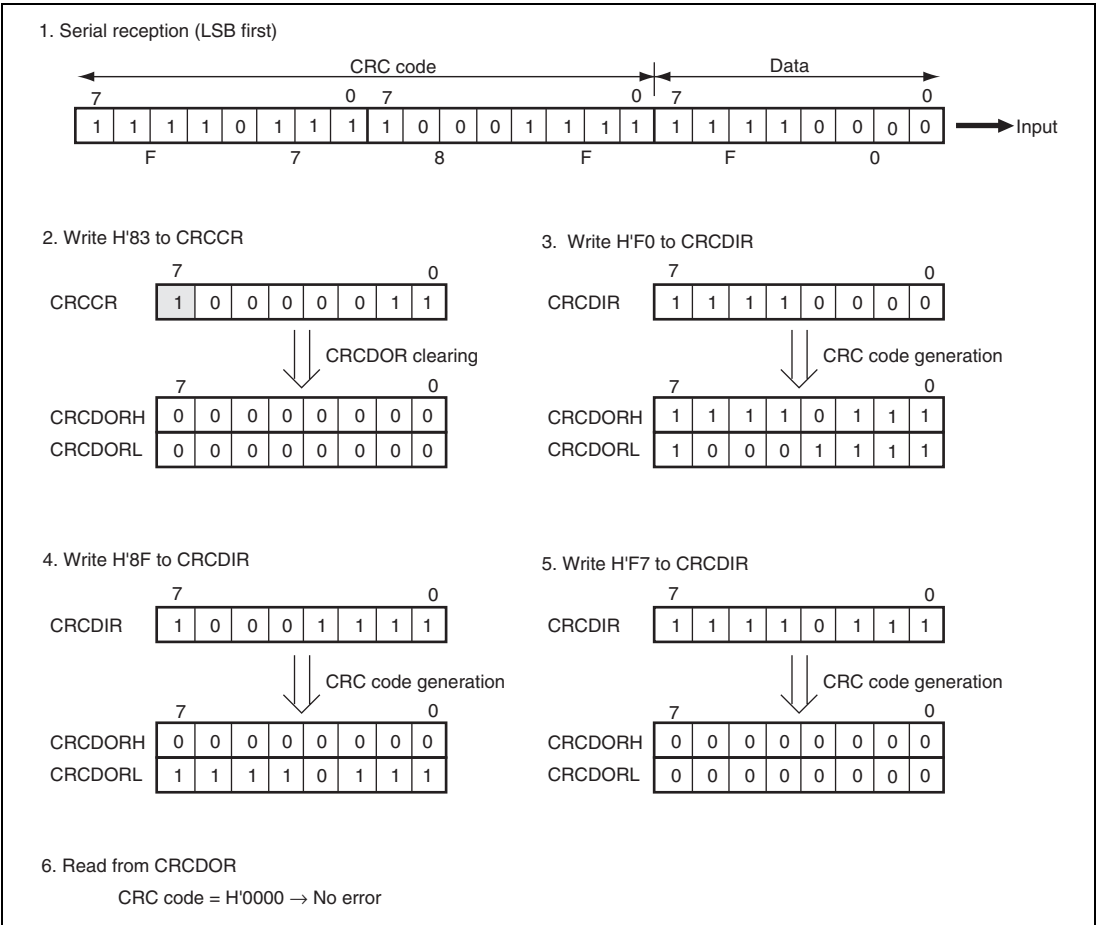 1. Serial reception (LSB first)
CRC code Data
7 0 7 0 7 0
1 1 1 1 0 1 1 1 1 0 0 0 1 1 1 1 1 1 1 1 0 0 0 0 Input
F 7 8 F F 0
2. Write H'83 to CRCCR
7 0
CRCCR 1 0 0 0 0 0 1 1
CRCDOR clearing
7 0
CRCDORH 0 0 0 0 0 0 0 0
CRCDORL 0 0 0 0 0 0 0 0
3. Write H'F0 to CRCDIR
7 0
CRCDIR 1 1 1 1 0 0 0 0
CRC code generation
7 0
CRCDORH 1 1 1 1 0 1 1 1
CRCDORL 1 0 0 0 1 1 1 1
4. Write H'8F to CRCDIR
7 0
CRCDIR 1 0 0 0 1 1 1 1
CRC code generation
7 0
CRCDORH 0 0 0 0 0 0 0 0
CRCDORL 1 1 1 1 0 1 1 1
5. Write H'F7 to CRCDIR
7 0
CRCDIR 1 1 1 1 0 1 1 1
CRC code generation
7 0
CRCDORH 0 0 0 0 0 0 0 0
CRCDORL 0 0 0 0 0 0 0 0
6. Read from CRCDOR
CRC code = H'0000 → No error